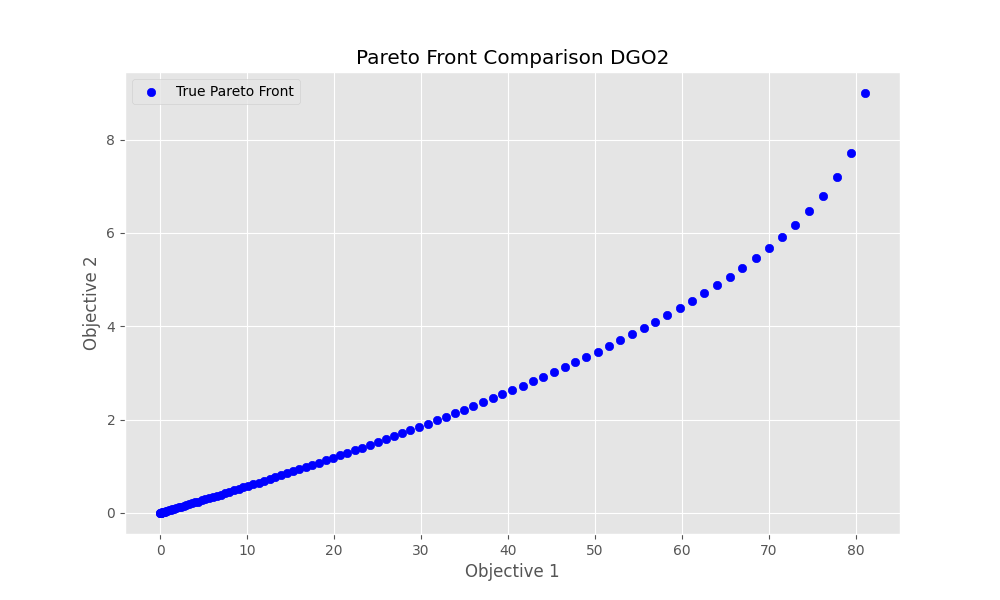 Pareto Front Comparison DGO2
True Pareto Front
8
6
4
2
0
Objective 2
0 10 20 30 40 50 60 70 80
Objective 1